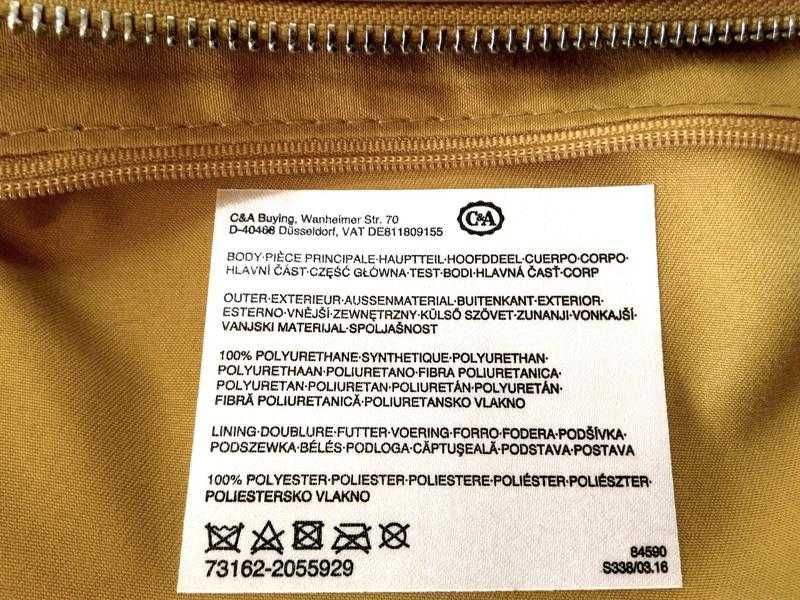 C&A Buying, Wanheimer Str. 70
C&A
D-40468 Düsseldorf, VAT DE811809155
BODY·PIÈCE PRINCIPALE·HAUPTTEIL·HOOFDDEEL·CUERPO·CORPO·
HLAVNÍ ČÁST·CZĘŚĆ GŁÓWNA·TEST·BODI·HLAVNÁ ČASŤ·CORP
OUTER·EXTERIEUR·AUSSENMATERIAL·BUITENKANT·EXTERIOR·
ESTERNO·VNĚJŠÍ·ZEWNĘTRZNY·KÜLSŐ SZÖVET·ZUNANJI·VONKAJŠÍ·
VANJSKI MATERIJAL·SPOLJAŠNOST
100% POLYURETHANE·SYNTHETIQUE·POLYURETHAN·
POLYURETHAAN·POLIURETANO·FIBRA POLIURETANICA·
POLYURETAN·POLIURETAN·POLIURETÁN·POLYURETÁN·
FIBRĂ POLIURETANICĂ·POLIURETANSKO VLAKNO
LINING·DOUBLURE·FUTTER·VOERING·FORRO·FODERA·PODŠÍVKA·
PODSZEWKA·BÉLÉS·PODLOGA·CĂPTUŞEALĂ·PODSTAVA·POSTAVA
100% POLYESTER·POLIESTER·POLIESTERE·POLIÉSTER·POLIÉSZTER·
POLIESTERSKO VLAKNO
73162-2055929
84590
S338/03.16